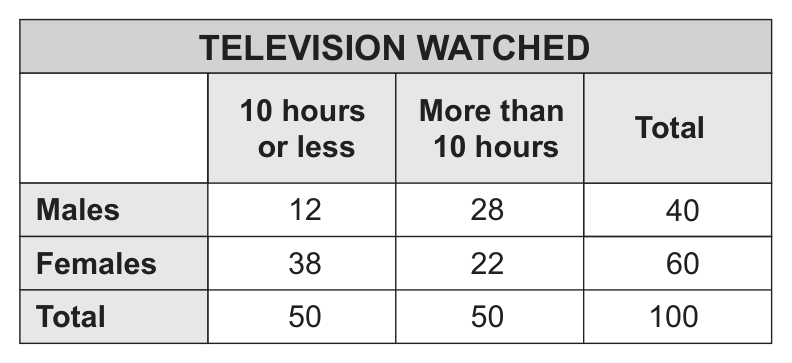 TELEVISION WATCHED
10 hours or less More than 10 hours Total
Males 12 28 40
Females 38 22 60
Total 50 50 100